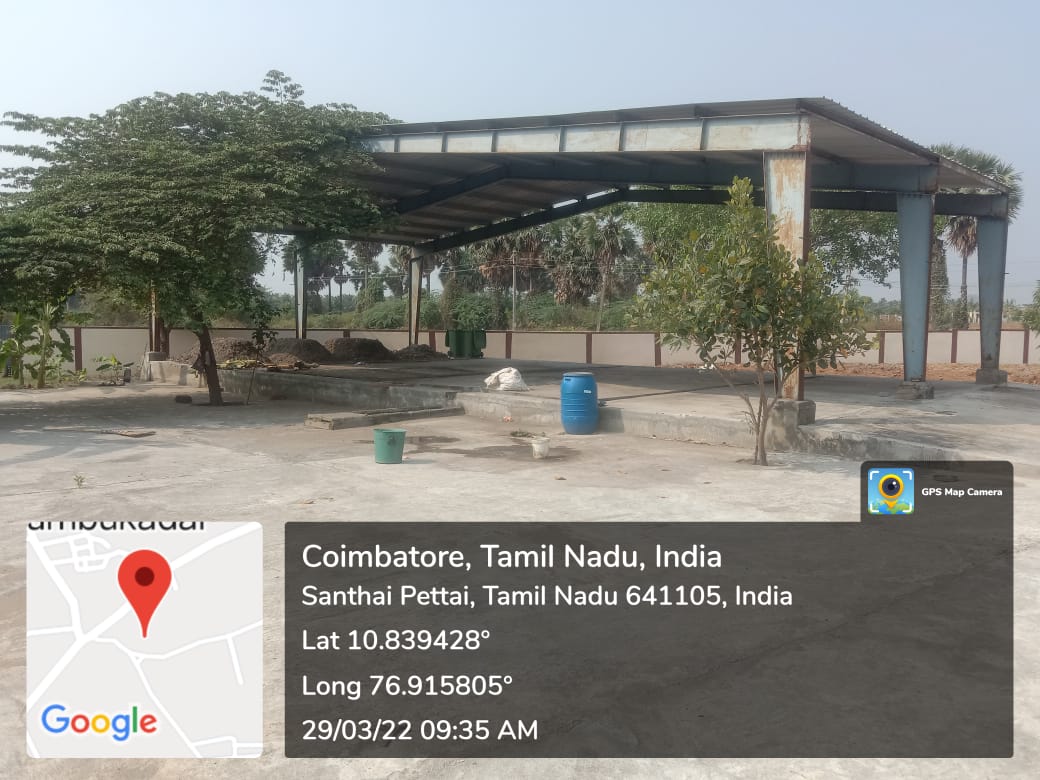 GPS Map Camera
Coimbatore, Tamil Nadu, India
Santhai Pettai, Tamil Nadu 641105, India
Lat 10.839428°
Long 76.915805°
29/03/22 09:35 AM
Google